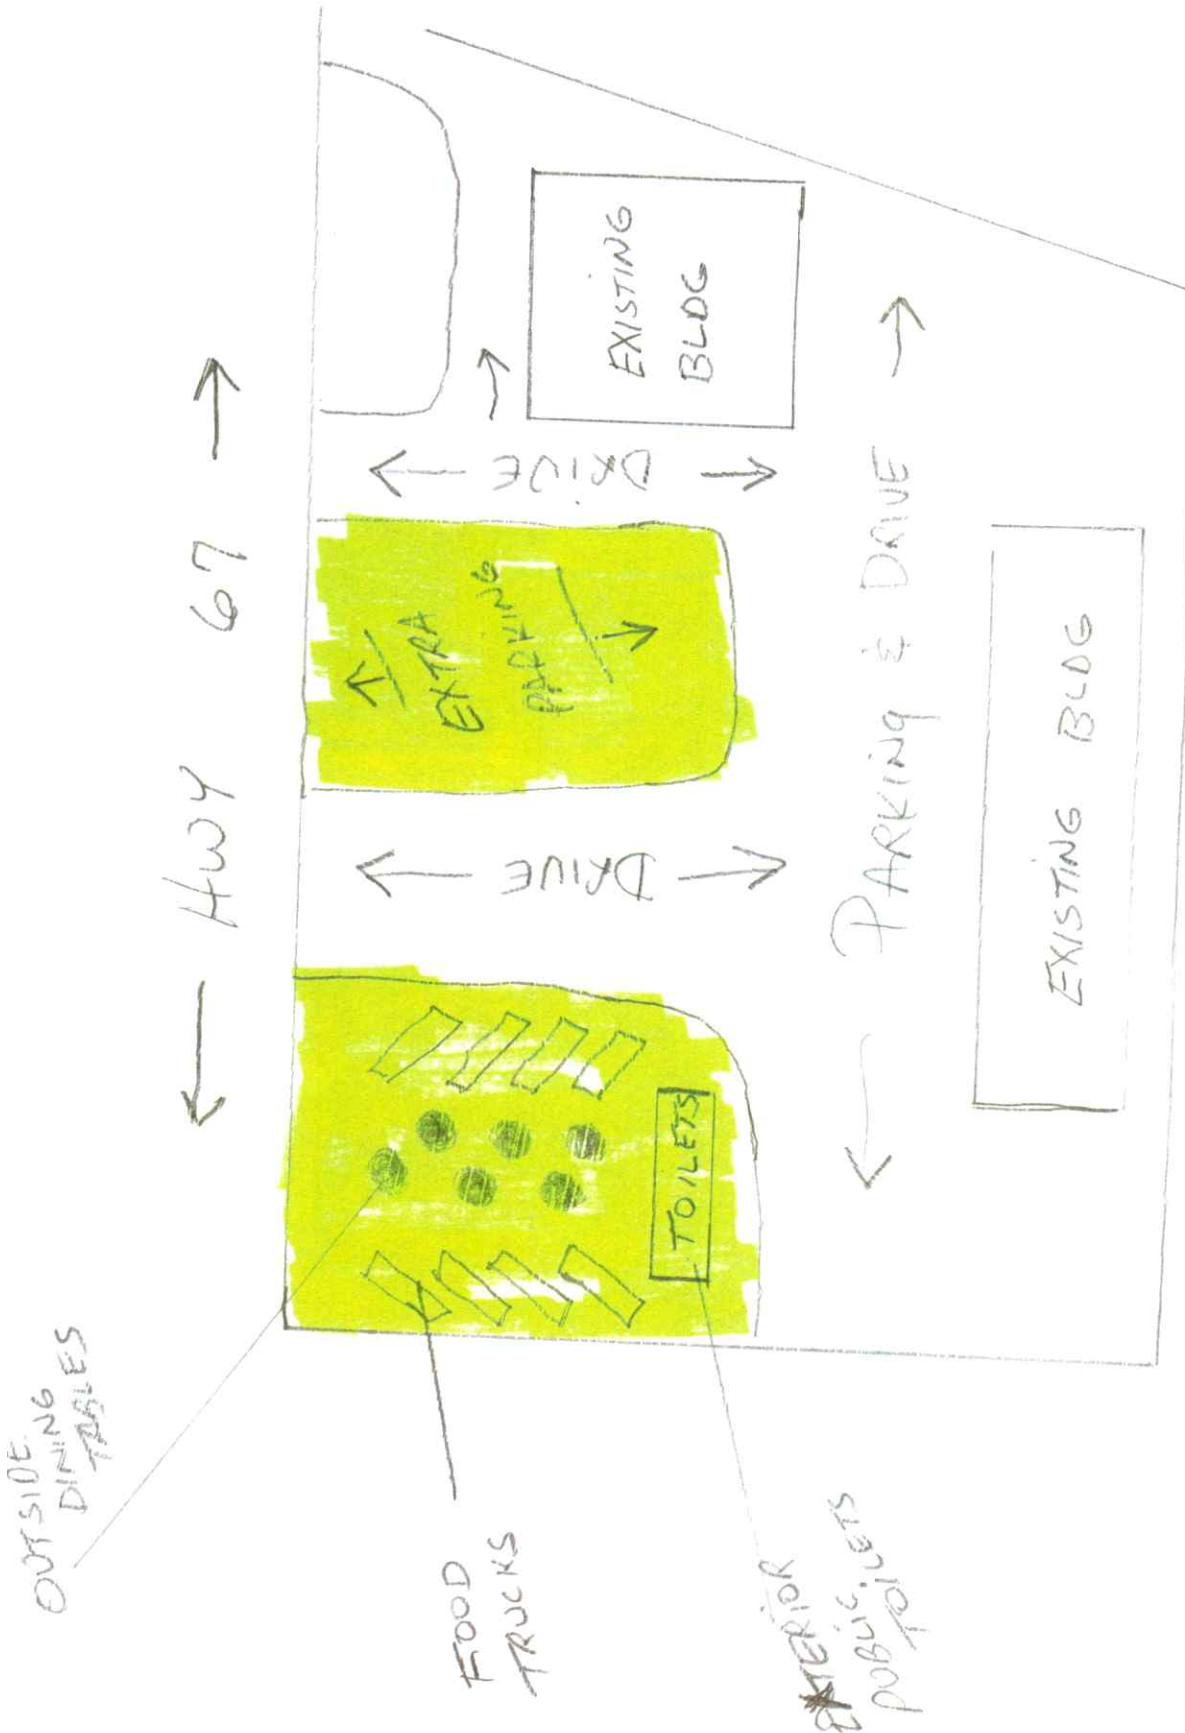 ← HWY 67 →
OUTSIDE
DINING
TABLES
FOOD
TRUCKS
EXTERIOR
PUBLIC
TOILETS
TOILETS
DRIVE
EXTRA
PARKING
DRIVE
EXISTING
BLDG
← PARKING & DRIVE →
EXISTING BLDG